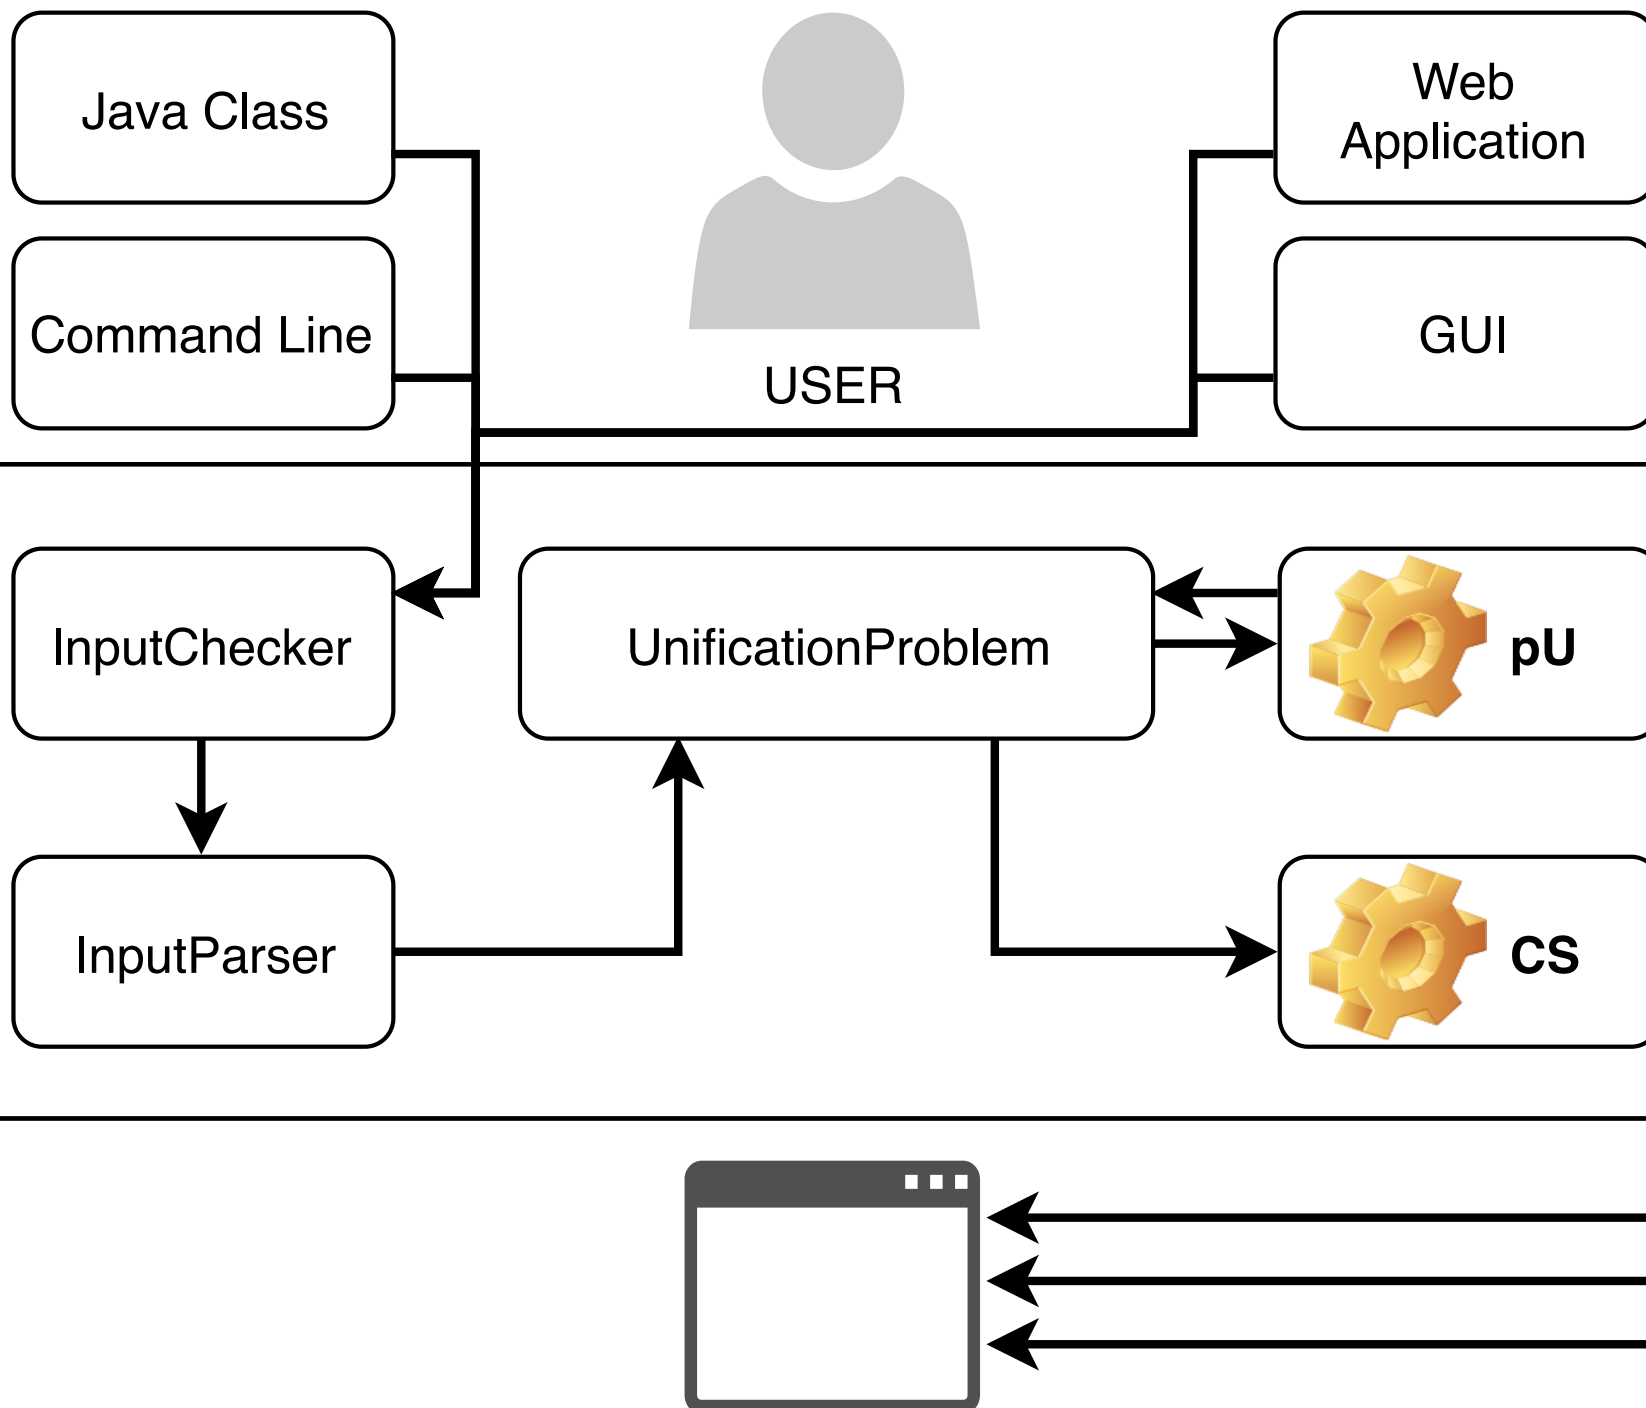 Java Class
Web
Application
Command Line
USER
GUI
InputChecker
UnificationProblem
pU
InputParser
CS